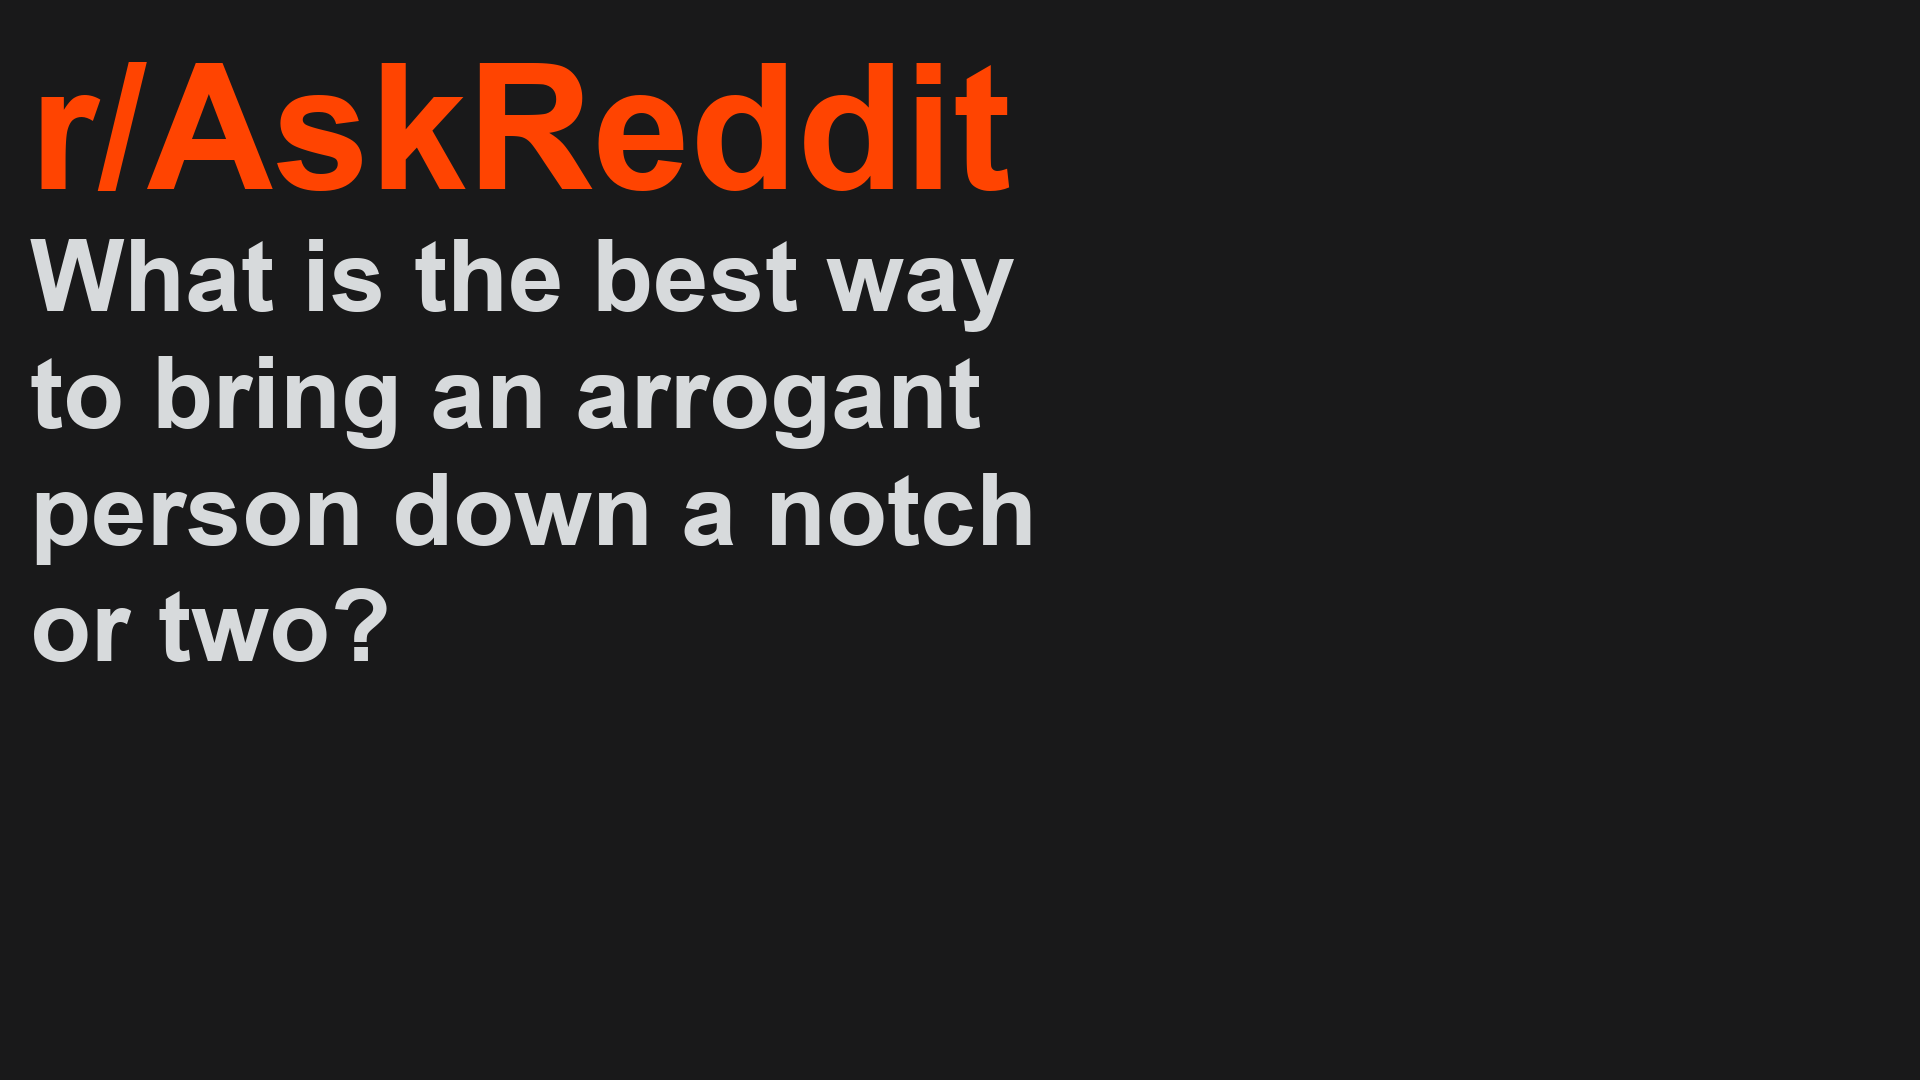 r/AskReddit
What is the best way
to bring an arrogant
person down a notch
or two?